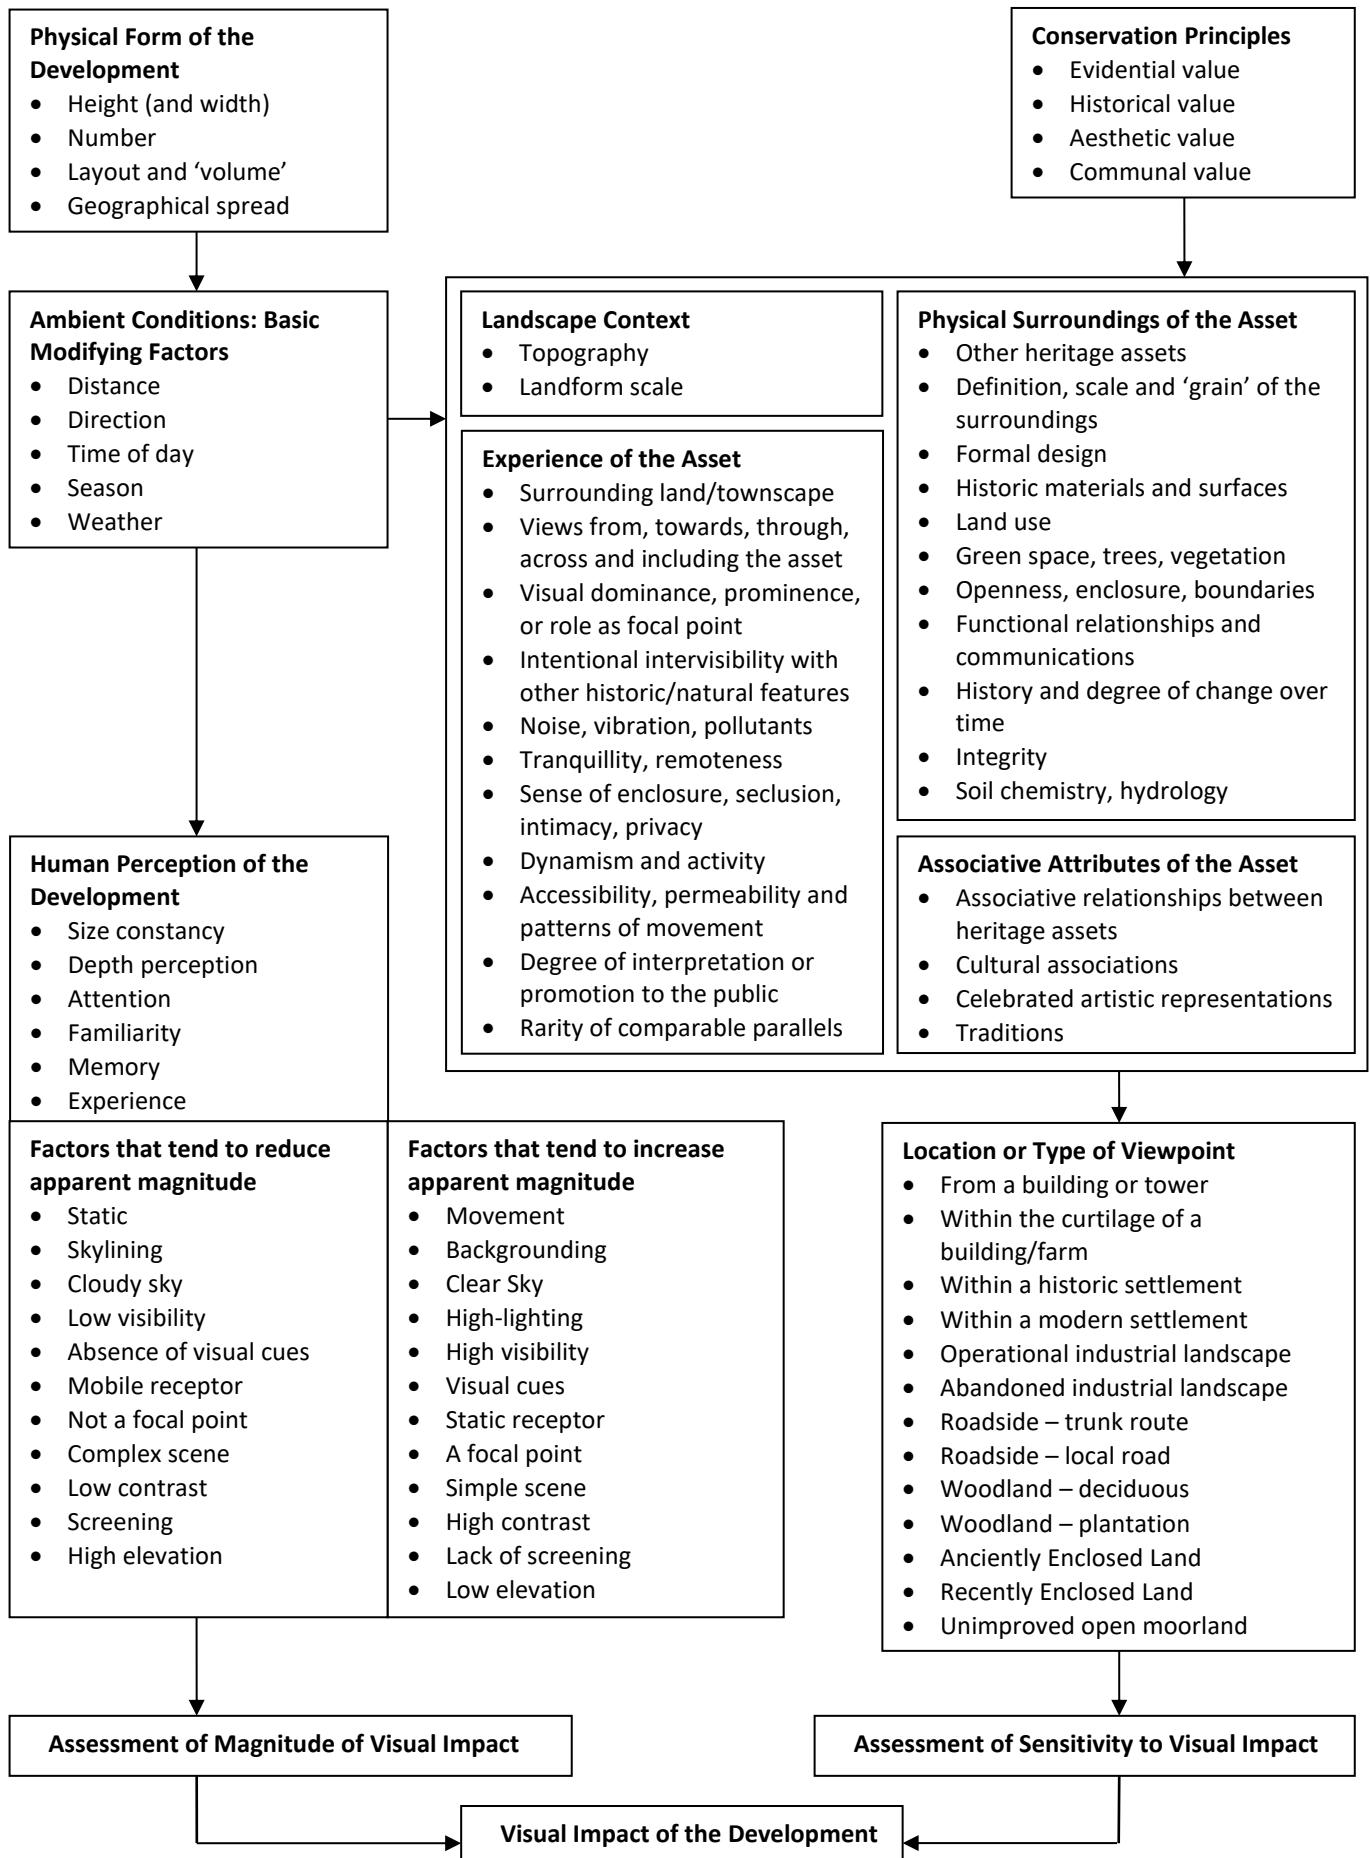 Physical Form of the
Development
• Height (and width)
• Number
• Layout and ‘volume’
• Geographical spread
Conservation Principles
• Evidential value
• Historical value
• Aesthetic value
• Communal value
Ambient Conditions: Basic
Modifying Factors
• Distance
• Direction
• Time of day
• Season
• Weather
Landscape Context
• Topography
• Landform scale
Experience of the Asset
• Surrounding land/townscape
• Views from, towards, through,
across and including the asset
• Visual dominance, prominence,
or role as focal point
• Intentional intervisibility with
other historic/natural features
• Noise, vibration, pollutants
• Tranquillity, remoteness
• Sense of enclosure, seclusion,
intimacy, privacy
• Dynamism and activity
• Accessibility, permeability and
patterns of movement
• Degree of interpretation or
promotion to the public
• Rarity of comparable parallels
Physical Surroundings of the Asset
• Other heritage assets
• Definition, scale and ‘grain’ of the
surroundings
• Formal design
• Historic materials and surfaces
• Land use
• Green space, trees, vegetation
• Openness, enclosure, boundaries
• Functional relationships and
communications
• History and degree of change over
time
• Integrity
• Soil chemistry, hydrology
Associative Attributes of the Asset
• Associative relationships between
heritage assets
• Cultural associations
• Celebrated artistic representations
• Traditions
Human Perception of the
Development
• Size constancy
• Depth perception
• Attention
• Familiarity
• Memory
• Experience
Factors that tend to reduce
apparent magnitude
• Static
• Skylining
• Cloudy sky
• Low visibility
• Absence of visual cues
• Mobile receptor
• Not a focal point
• Complex scene
• Low contrast
• Screening
• High elevation
Factors that tend to increase
apparent magnitude
• Movement
• Backgrounding
• Clear Sky
• High-lighting
• High visibility
• Visual cues
• Static receptor
• A focal point
• Simple scene
• High contrast
• Lack of screening
• Low elevation
Location or Type of Viewpoint
• From a building or tower
• Within the curtilage of a
building/farm
• Within a historic settlement
• Within a modern settlement
• Operational industrial landscape
• Abandoned industrial landscape
• Roadside – trunk route
• Roadside – local road
• Woodland – deciduous
• Woodland – plantation
• Anciently Enclosed Land
• Recently Enclosed Land
• Unimproved open moorland
Assessment of Magnitude of Visual Impact
Assessment of Sensitivity to Visual Impact
Visual Impact of the Development